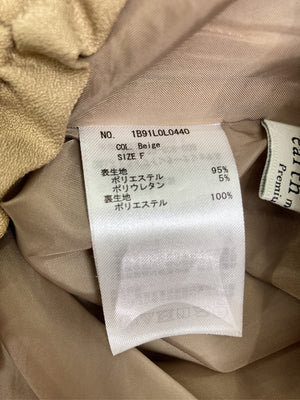 NO. 1B91L0L0440
COL. Beige
SIZE F
表生地 95%
ポリエステル 5%
ポリウレタン
裏生地 100%
ポリエステル
earth m
Premium